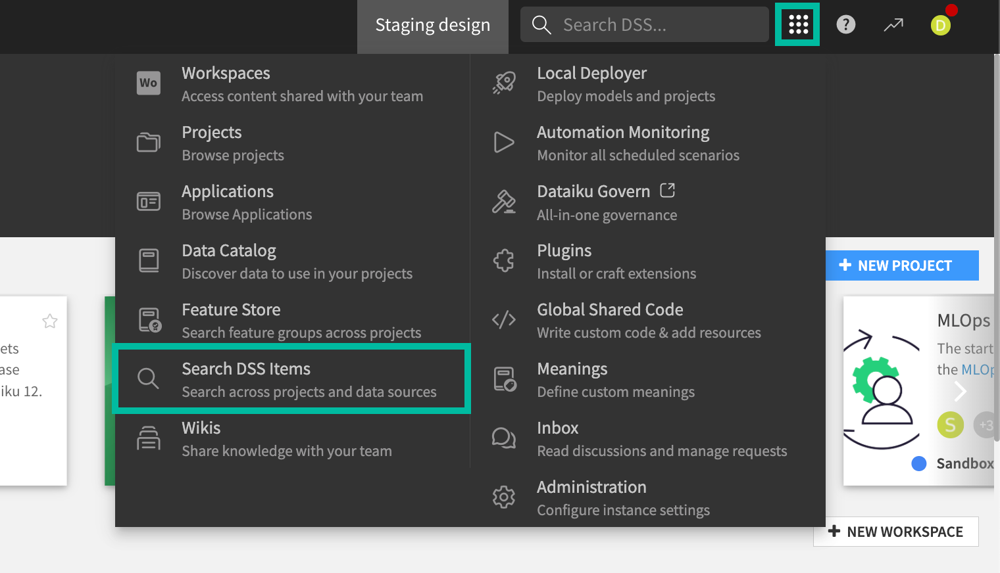 Staging design
Search DSS...
?
D
Wo
Workspaces
Access content shared with your team
Projects
Browse projects
Applications
Browse Applications
Data Catalog
Discover data to use in your projects
Feature Store
Search feature groups across projects
Search DSS Items
Search across projects and data sources
Wikis
Share knowledge with your team
Local Deployer
Deploy models and projects
Automation Monitoring
Monitor all scheduled scenarios
Dataiku Govern
All-in-one governance
Plugins
Install or craft extensions
Global Shared Code
Write custom code & add resources
Meanings
Define custom meanings
Inbox
Read discussions and manage requests
Administration
Configure instance settings
ets
ase
iku 12.
+ NEW PROJECT
MLOps
The start
the MLOp
S
+3
Sandbox
+ NEW WORKSPACE